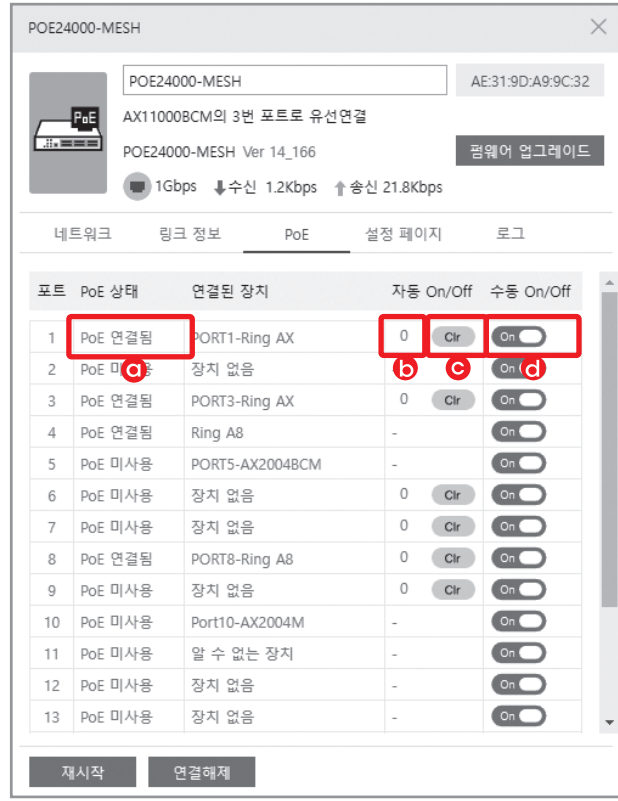 POE24000-MESH
POE24000-MESH AE:31:9D:A9:9C:32
PoE
AX11000BCM의 3번 포트로 유선연결
POE24000-MESH Ver 14_166 펌웨어 업그레이드
1Gbps 수신 1.2Kbps 송신 21.8Kbps
네트워크 링크 정보 PoE 설정 페이지 로그
포트 PoE 상태 연결된 장치 자동 On/Off 수동 On/Off
1 PoE 연결됨 PORT1-Ring AX 0 Clr On
ⓐ ⓑ ⓒ ⓓ
2 PoE 장치 없음 On
3 PoE 연결됨 PORT3-Ring AX 0 Clr On
4 PoE 연결됨 Ring A8 - On
5 PoE 미사용 PORT5-AX2004BCM - On
6 PoE 미사용 장치 없음 0 Clr On
7 PoE 미사용 장치 없음 0 Clr On
8 PoE 연결됨 PORT8-Ring A8 0 Clr On
9 PoE 미사용 장치 없음 0 Clr On
10 PoE 미사용 Port10-AX2004M - On
11 PoE 미사용 알 수 없는 장치 - On
12 PoE 미사용 장치 없음 - On
13 PoE 미사용 장치 없음 - On
재시작 연결해제